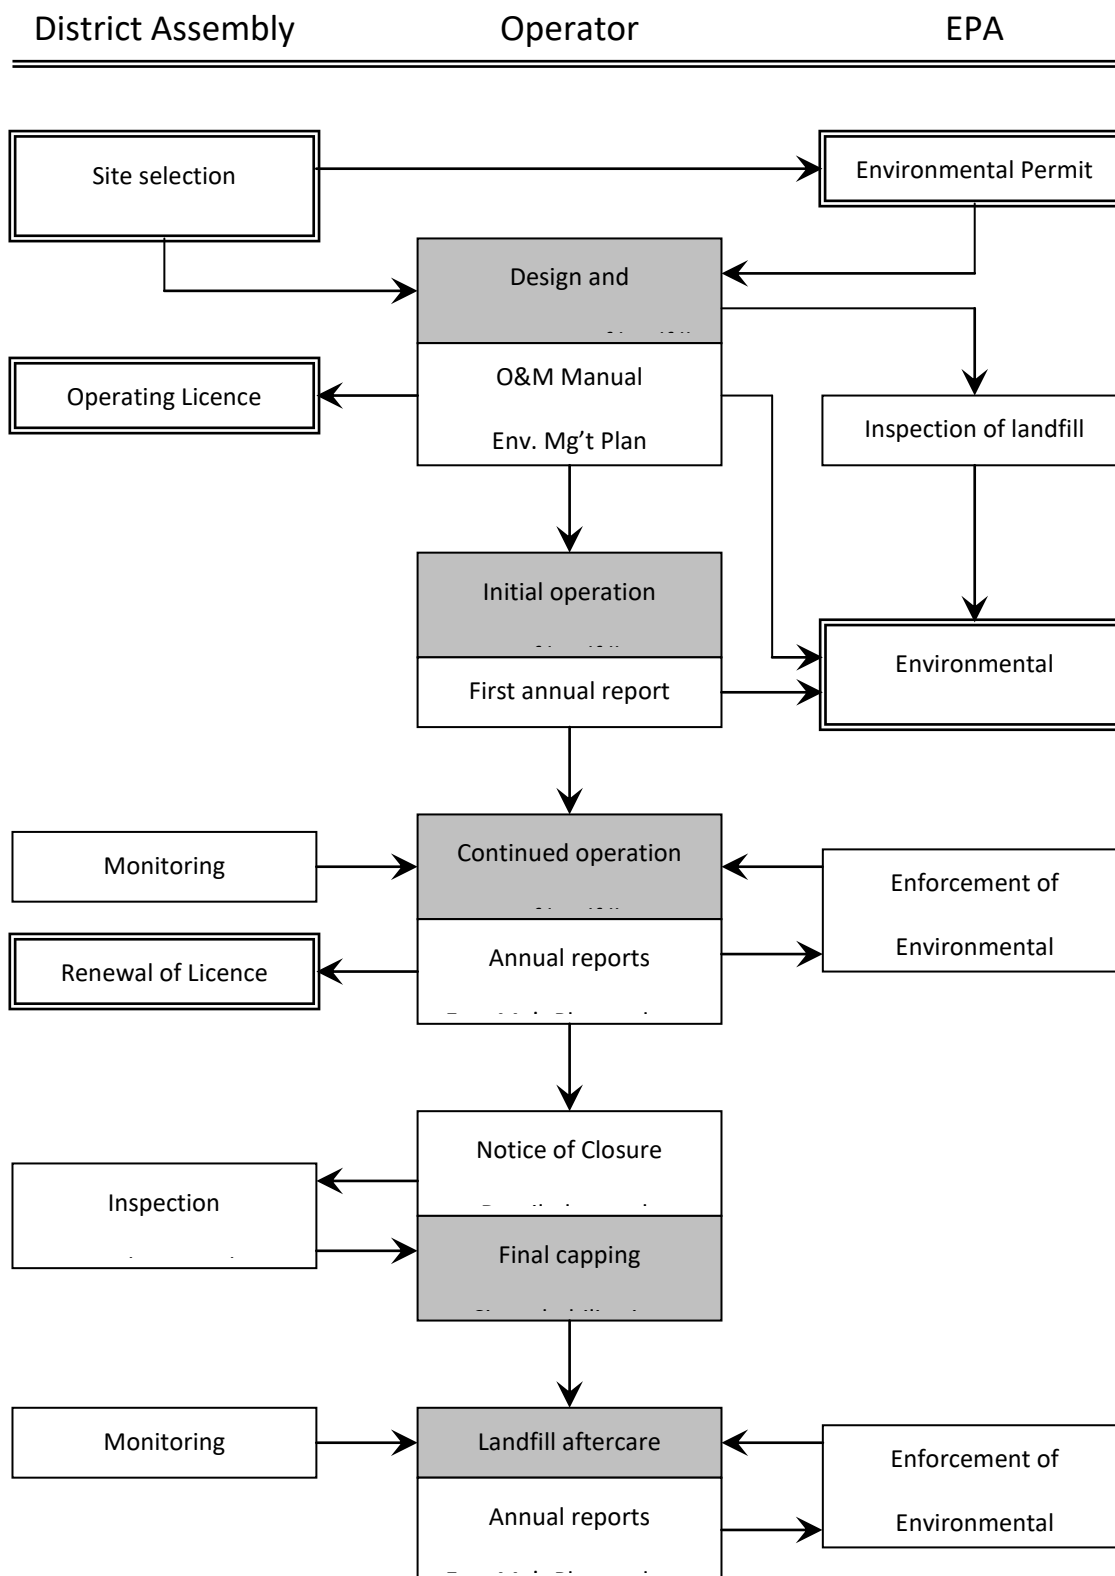 District Assembly
Operator
EPA
Site selection
Environmental Permit
Design and
Operating Licence
O&M Manual
Env. Mg’t Plan
Inspection of landfill
Initial operation
First annual report
Environmental
Monitoring
Continued operation
Enforcement of
Environmental
Renewal of Licence
Annual reports
Notice of Closure
Inspection
Final capping
Monitoring
Landfill aftercare
Enforcement of
Environmental
Annual reports